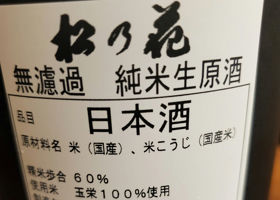 松の花
無濾過 純米生原酒
品目 日本酒
原材料名 米（国産）、米こうじ（国産米）
精米歩合 60%
使用米 玉栄100%使用